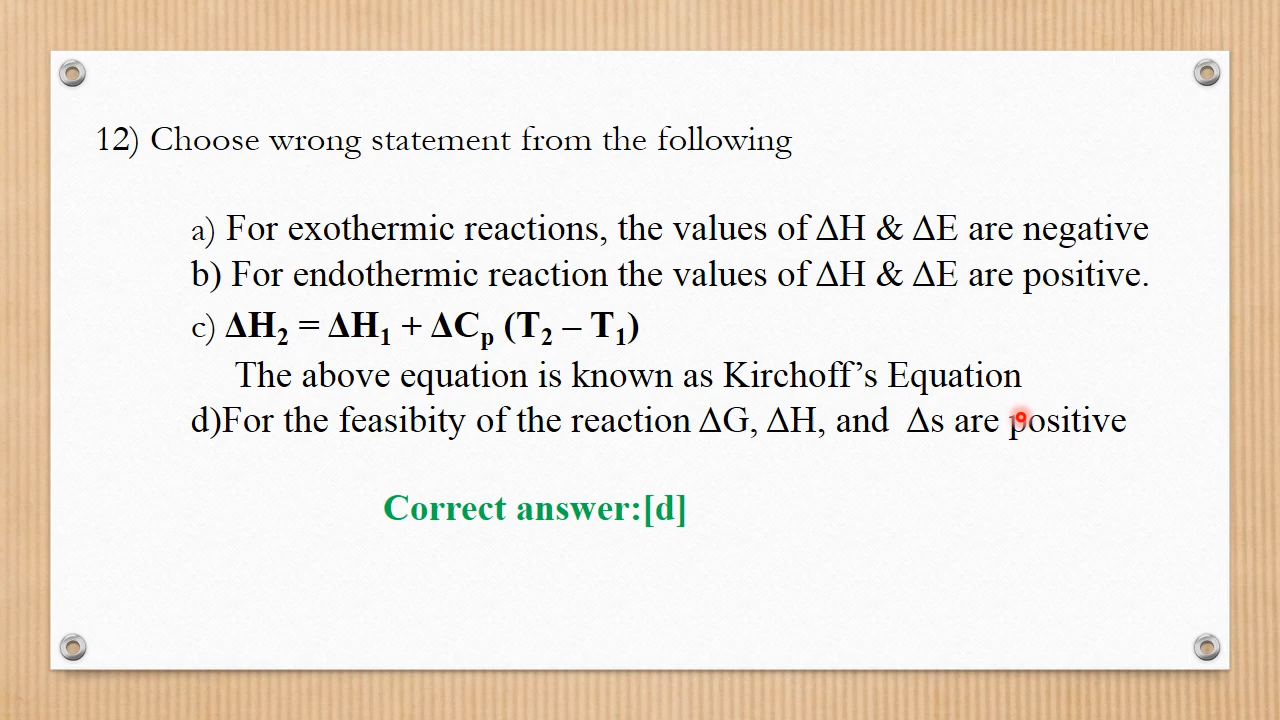 12) Choose wrong statement from the following
a) For exothermic reactions, the values of ΔH & ΔE are negative
b) For endothermic reaction the values of ΔH & ΔE are positive.
c) ΔH₂ = ΔH₁ + ΔCₚ (T₂ – T₁)
The above equation is known as Kirchoff’s Equation
d)For the feasibity of the reaction ΔG, ΔH, and Δs are positive
Correct answer:[d]